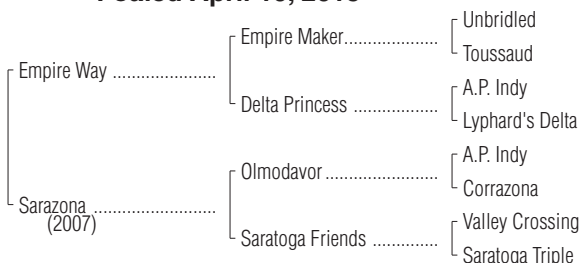 Foaled April 10, 2018
Unbridled
Empire Maker
Toussaud
Empire Way
A.P. Indy
Delta Princess
Lyphard's Delta
A.P. Indy
Olmodavor
Corrazona
Sarazona
(2007)
Valley Crossing
Saratoga Friends
Saratoga Triple